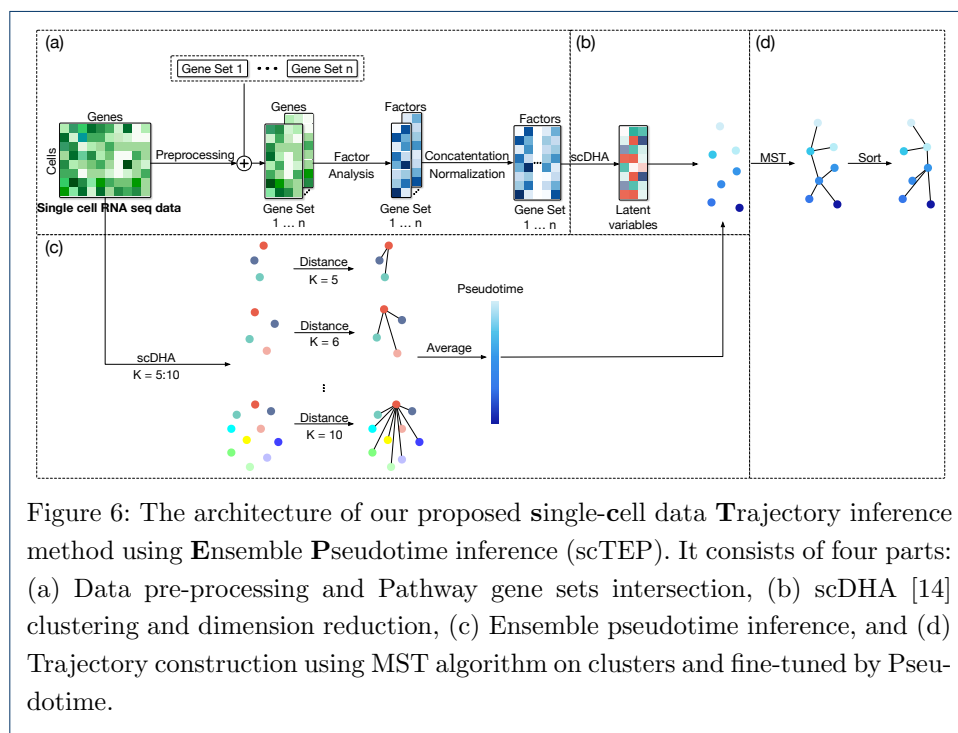 (a)
(b)
(d)
Gene Set 1 ... Gene Set n
Genes
Cells
Single cell RNA seq data
Preprocessing
Genes
Gene Set
1 ... n
Factor
Analysis
Factors
Gene Set
1 ... n
Concatentation
Normalization
Factors
Gene Set
1 ... n
scDHA
Latent
variables
MST
Sort
(c)
scDHA
K = 5:10
Distance
K = 5
Distance
K = 6
Distance
K = 10
Average
Pseudotime
Figure 6: The architecture of our proposed single-cell data Trajectory inference
method using Ensemble Pseudotime inference (scTEP). It consists of four parts:
(a) Data pre-processing and Pathway gene sets intersection, (b) scDHA [14]
clustering and dimension reduction, (c) Ensemble pseudotime inference, and (d)
Trajectory construction using MST algorithm on clusters and fine-tuned by Pseu-
dotime.